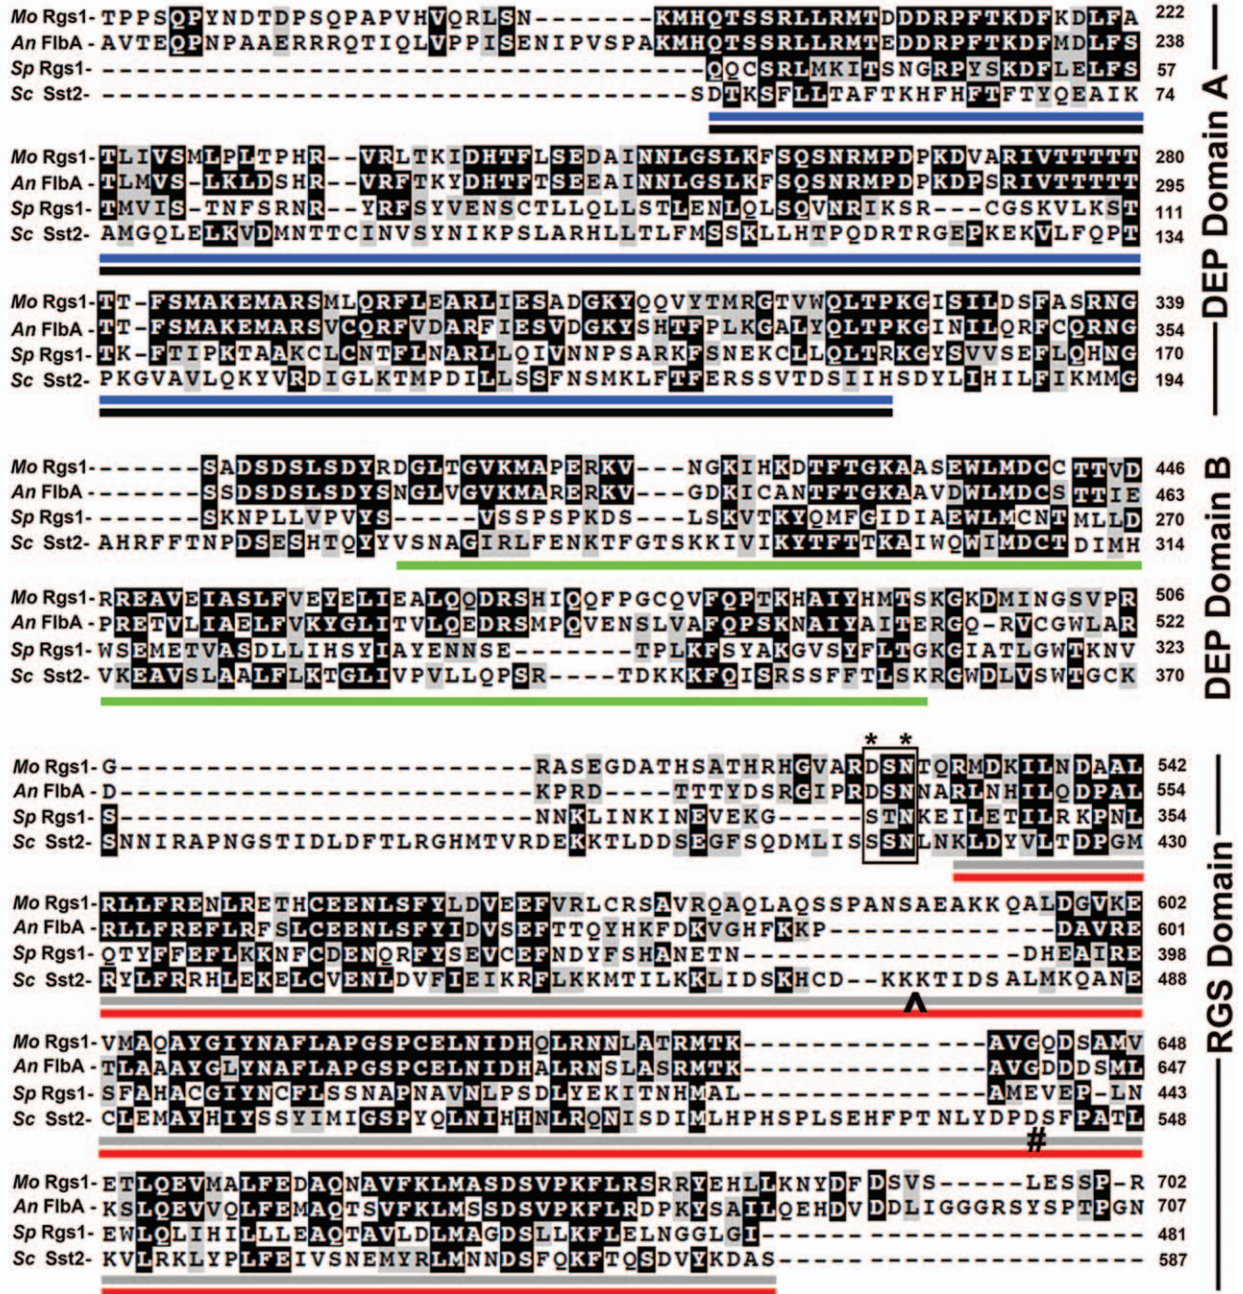 Mo Rgs1- TPPSQPYNDTDPSQPAPVHVQRLSN-------KMHQTSSRLLRMTDDDRPFTKDFKDLFA 222
An FlbA - AVTEQPNPAAERRRQTIQLVPPISENIPVSPAKMHQTSSRLLRMTEDDRPFTKDFMDLFS 238
Sp Rgs1- -----------------------------------QQCSRLMKITSNGRPYSKDFLELFS 57
Sc Sst2- ----------------------------------SDTKSFLLTAFTKHFHFTFTYQEAIK 74
DEP Domain A
Mo Rgs1- TLIVSMLPLTPHR--VRLTKIDHTFLSEDAINNLGSLKFSQSNRMPDPKDVARIVTTTTT 280
An FlbA - TLMVS-LKLDSHR--VRFTKYDHTFTSEEAINNLGSLKFSQSNRMPDPKDPSRIVTTTTT 295
Sp Rgs1- TMVIS-TNFSRNR--YRFSYVENSCTLLQLLSTLENLQLSQVNRIKSR---CGSKVLKST 111
Sc Sst2- AMGQLELKVDMNTTCINVSYNIKPSLARHLLTLFMSSKLLHTPQDRTRGEPKEKVLFQPT 134
Mo Rgs1- TT-FSMAKEMARSMLQRFLEARLIESADGKYQQVYTMRGTVWQLTPKGISILDSFASRNG 339
An FlbA - TT-FSMAKEMARSVCQRFVDARFIESVDGKYSHTFPLKGALYQLTPKGINILQRFCQRNG 354
Sp Rgs1- TK-FTIPKTAAKCLCNTFLNARLLQIVNNPSARKFSNEKCLLQLTRKGYSVVSEFLQHNG 170
Sc Sst2- PKGVAVLQKYVRDIGLKTMPDILLSSFNSMKLFTFERSSVTDSIIHSDYLIHILFIKMMG 194
Mo Rgs1- ------SADSDSLSDYRDGLTGVKMAPERKV---NGKIHKDTFTGKAASEWLMDCCTTVD 446
An FlbA - ------SSDSDSLSDYSNGLVGVKMARERKV---GDKICANTFTGKAAVDWLMDCSTTIE 463
Sp Rgs1- ------SKNPLLVPVYS-----VSSPSPKDS---LSKVTKYQMFGIDIAEWLMCNTMLLD 270
Sc Sst2- AHRFFTNPDSESHTQYYVSNAGIRLFENKTFGTSKKIVIKYTFTTKAIWQWIMDCTDIMH 314
DEP Domain B
Mo Rgs1- RREAVEIASLFVEYELIEALQQDRSHIQQFPGCQVFQPTKHAIYHMTSKGKDMINGSVPR 506
An FlbA - PRETVLIAELFVKYGLITVLQEDRSMPQVENSLVAFQPSKNAIYAITERGQ-RVCGWLAR 522
Sp Rgs1- WSEMETVASDLLIHSYIAYENNSE-------TPLKFSYAKGVSYFLTGKGIATLGWTKNV 323
Sc Sst2- VKEAVSLAALFLKTGLIVPVLLQPSR----TDKKKFQISRSSFFTLSKRGWDLVSWTGCK 370
* *
Mo Rgs1- G------------------------RASEGDATHSATHRHGVARDSNTQRMDKILNDAAL 542
An FlbA - D------------------------KPRD---TTTYDSRGIPRDSNNARLNHILQDPAL 554
Sp Rgs1- S------------------------NNKLINKINEVEKG-----STNKEILETILRKPNL 354
Sc Sst2- SNNIRAPNGSTIDLDFTLRGHMTVRDEKKTLDDSEGFSQDMLISSSNLNKLDYVLTDPGM 430
RGS Domain
Mo Rgs1- RLLFRENLRETHCEENLSFYLDVEEFVRLCRSAVRQAQLAQSSPANSAEAKKQALDGVKE 602
An FlbA - RLLFREFLRFSLCEENLSFYIDVSEFTTQYHKFDKVGHFKKP-------------DAVRE 601
Sp Rgs1- QTYFFEFLKKNFCDENQRFYSEVCEFNDYFSHANETN----------------DHEAIRE 398
Sc Sst2- RYLFRRHLEKELCVENLDVFIEIKRFLKKMTILKKLIDSKHCD--KKKTIDSALMKQANE 488
^
Mo Rgs1- VMAQAYGIYNAFLAPGSPCELNIDHQLRNNLATRMTK--------------AVGQDSAMV 648
An FlbA - TLAAAYGLYNAFLAPGSPCELNIDHALRNSLASRMTK--------------AVGDDDSML 647
Sp Rgs1- SFAHACGIYNCFLSSNAPNAVNLPSDLYEKITNHMAL--------------AMEVEP-LN 443
Sc Sst2- CLEMAYHIYSSYIMIGSPYQLNIHHNLRQNISDIMLHPHSPLSEHFPTNLYDPDSFPATL 548
#
Mo Rgs1- ETLQEVMALFEDAQNAVFKLMASDSVPKFLRSRRYEHLLKNYDFDSVS-----LESSP-R 702
An FlbA - KSLQEVVQLFEMAQTSVFKLMSSDSVPKFLRDPKYSAILQEHDVDDLIGGGRSYSPTPGN 707
Sp Rgs1- EWLQLIHILLLEAQTAVLDLMAGDSLLKFLELNGGLGI---------------------- 481
Sc Sst2- KVLRKLYPLFEIVSNEMYRLMNNDSFQKFTQSDVYKDAS--------------------- 587